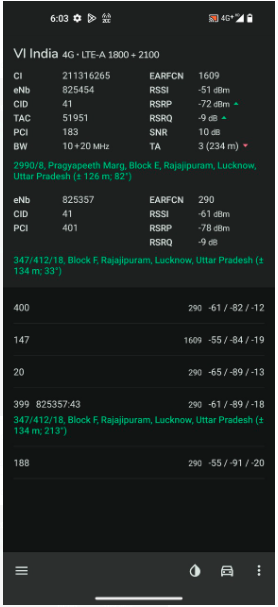 6:03
4G+
Vi India 4G • LTE-A 1800 + 2100
CI 211316265 EARFCN 1609
eNb 825454 RSSI -51 dBm
CID 41 RSRP -72 dBm
TAC 51951 RSRQ -9 dB
PCI 183 SNR 10 dB
BW 10+20 MHz TA 3 (234 m)
2990/8, Pragyapeeth Marg, Block E, Rajajipuram, Lucknow,
Uttar Pradesh (± 126 m; 82°)
eNb 825357 EARFCN 290
CID 41 RSSI -61 dBm
PCI 401 RSRP -78 dBm
RSRQ -9 dB
347/412/18, Block F, Rajajipuram, Lucknow, Uttar Pradesh (±
134 m; 33°)
400 290 -61 / -82 / -12
147 1609 -55 / -84 / -19
20 290 -65 / -89 / -13
399 825357:43 290 -61 / -89 / -18
347/412/18, Block F, Rajajipuram, Lucknow, Uttar Pradesh (±
134 m; 213°)
188 290 -55 / -91 / -20